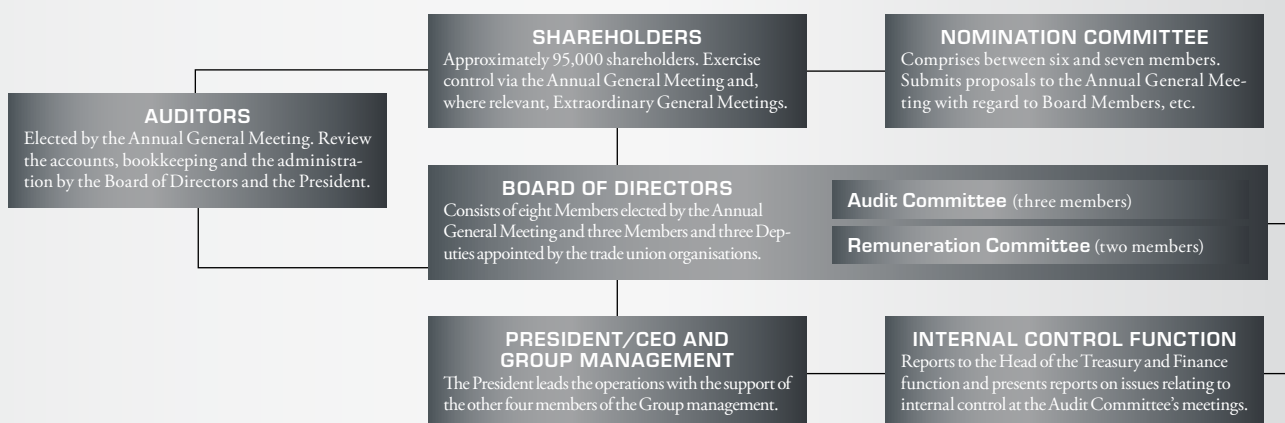 SHAREHOLDERS
Approximately 95,000 shareholders. Exercise
control via the Annual General Meeting and,
where relevant, Extraordinary General Meetings.
NOMINATION COMMITTEE
Comprises between six and seven members.
Submits proposals to the Annual General Mee-
ting with regard to Board Members, etc.
AUDITORS
Elected by the Annual General Meeting. Review
the accounts, bookkeeping and the administra-
tion by the Board of Directors and the President.
BOARD OF DIRECTORS
Consists of eight Members elected by the Annual
General Meeting and three Members and three Dep-
uties appointed by the trade union organisations.
Audit Committee (three members)
Remuneration Committee (two members)
PRESIDENT/CEO AND
GROUP MANAGEMENT
The President leads the operations with the support of
the other four members of the Group management.
INTERNAL CONTROL FUNCTION
Reports to the Head of the Treasury and Finance
function and presents reports on issues relating to
internal control at the Audit Committee's meetings.